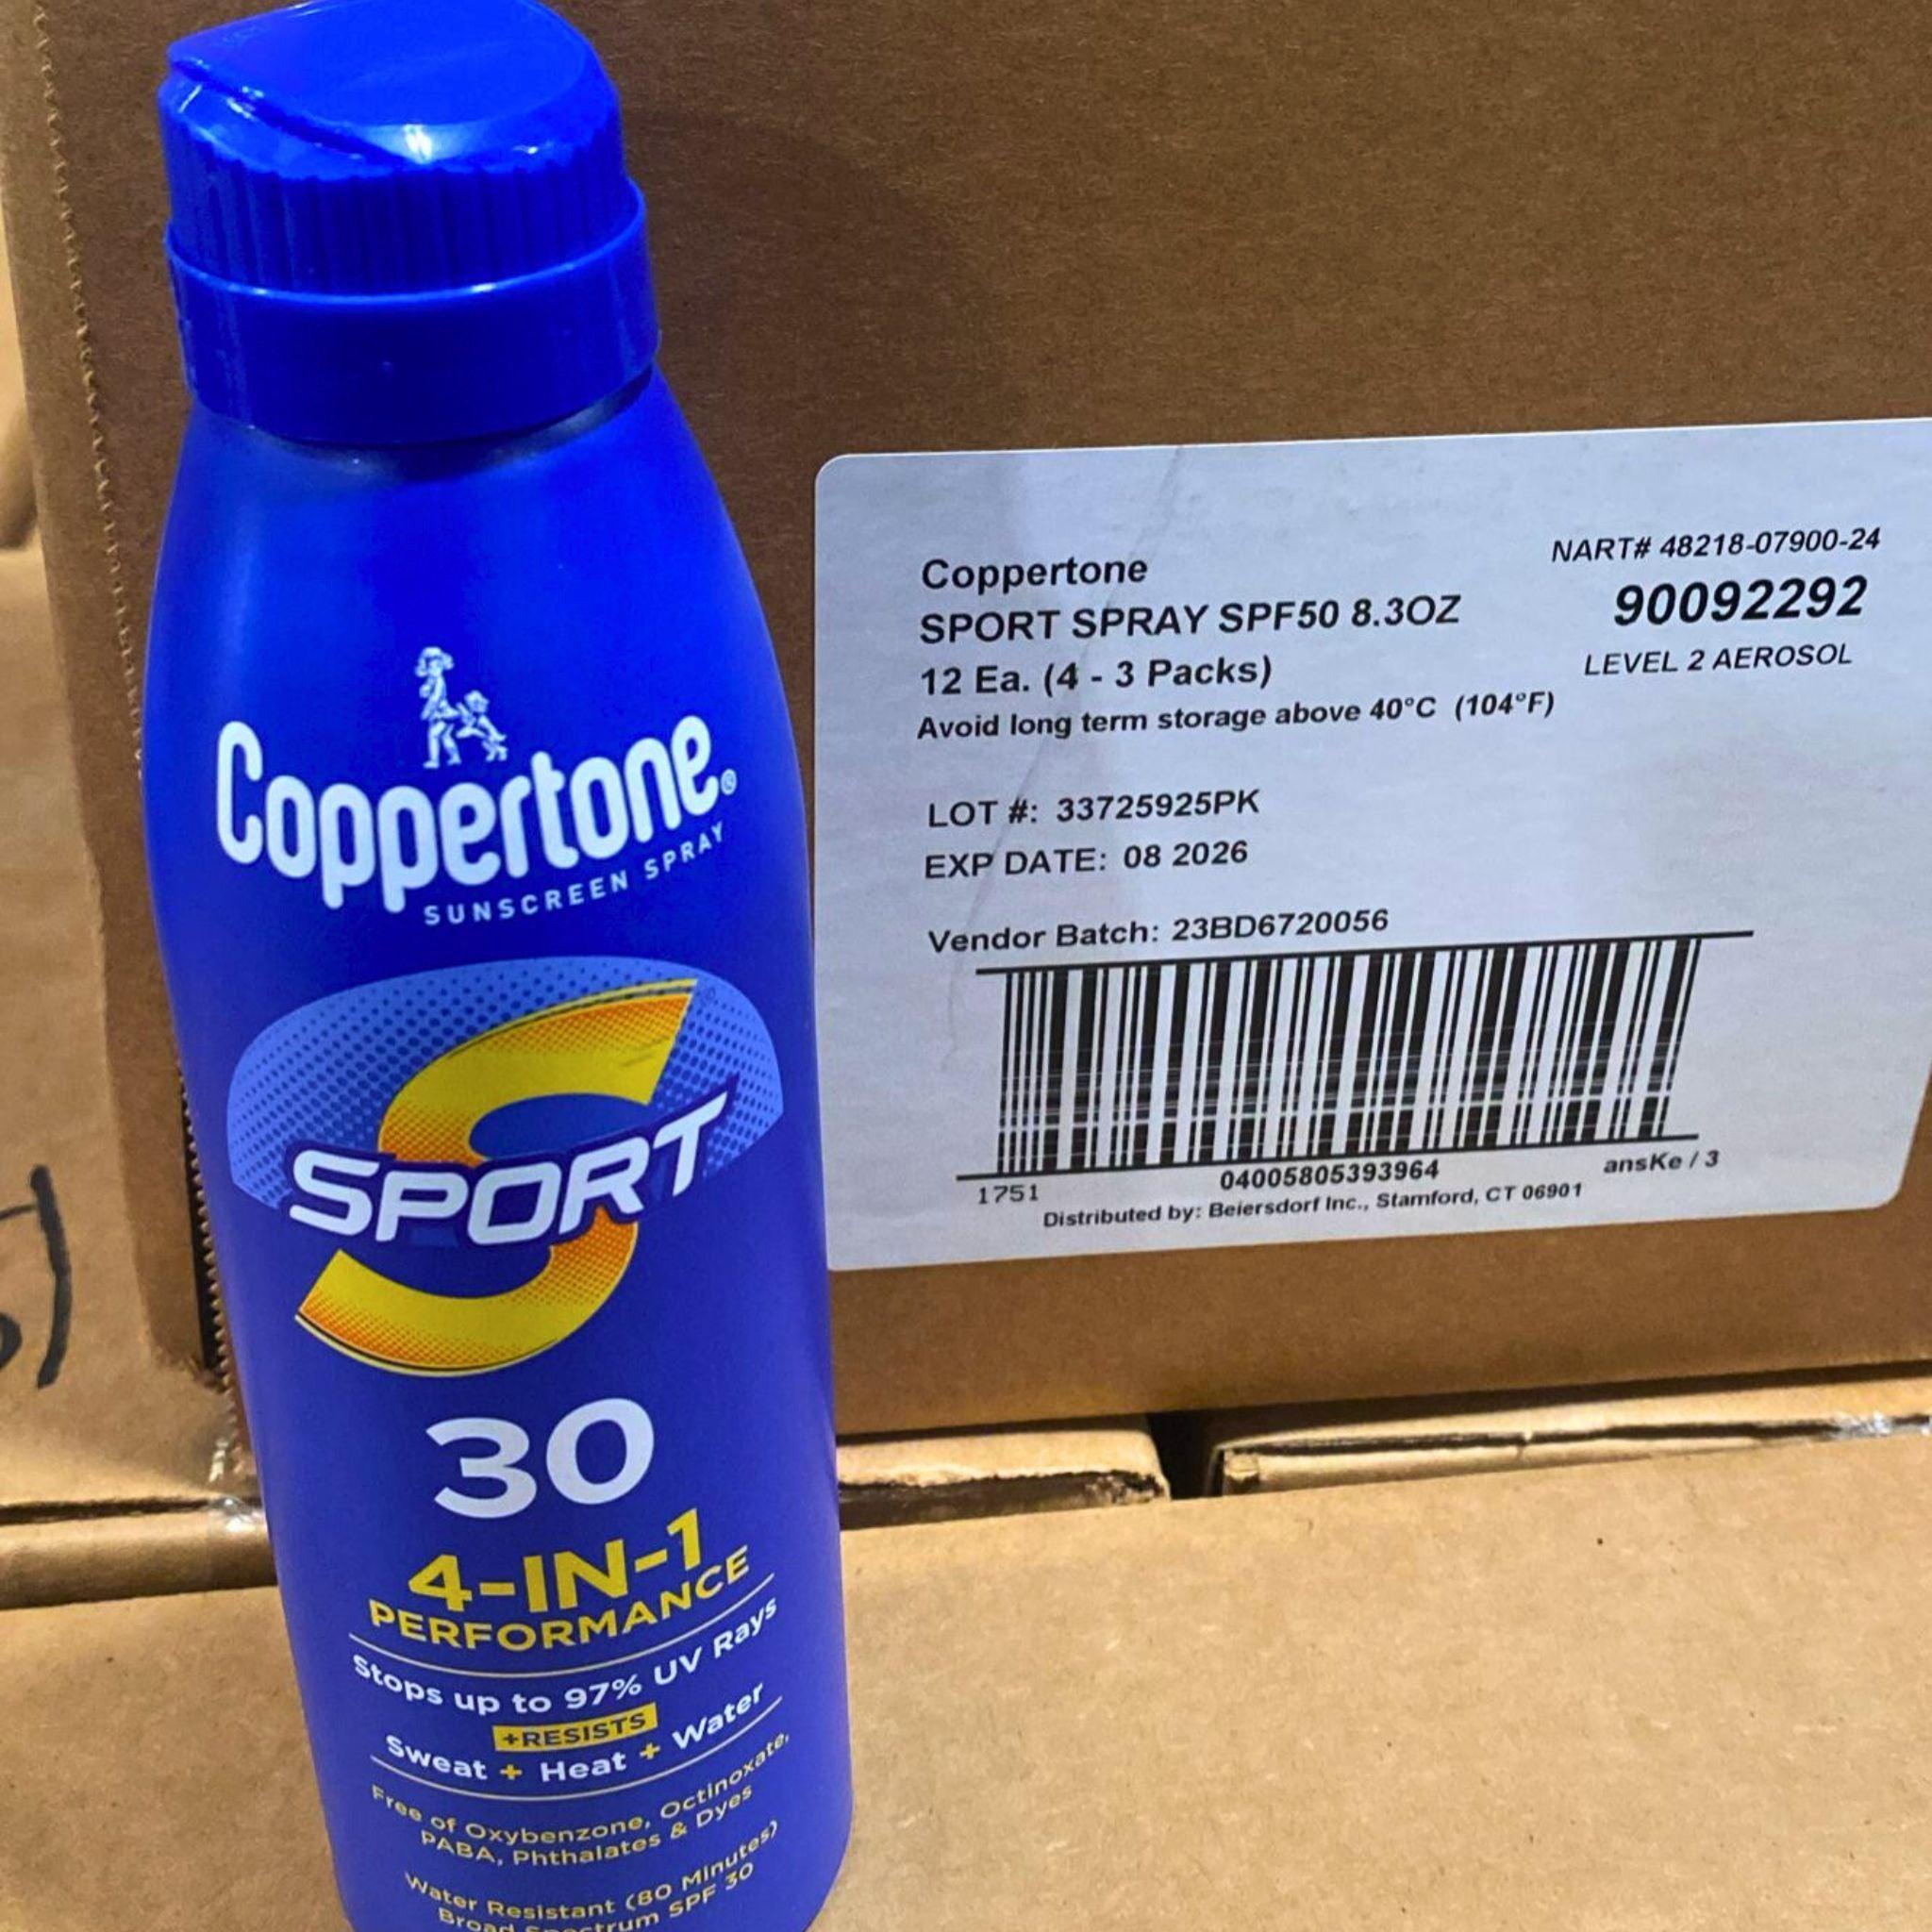 Coppertone®
SUNSCREEN SPRAY
SPORT
30
4-IN-1
PERFORMANCE
Stops up to 97% UV Rays
+RESISTS
Sweat + Heat + Water
Free of Oxybenzone, Octinoxate,
PABA, Phthalates & Dyes
Water Resistant (80 Minutes)
Broad Spectrum SPF 30
Coppertone
SPORT SPRAY SPF50 8.3OZ
12 Ea. (4 - 3 Packs)
Avoid long term storage above 40°C (104°F)
NART# 48218-07900-24
90092292
LEVEL 2 AEROSOL
LOT #: 33725925PK
EXP DATE: 08 2026
Vendor Batch: 23BD6720056
1751 04005805393964 ansKe / 3
Distributed by: Beiersdorf Inc., Stamford, CT 06901